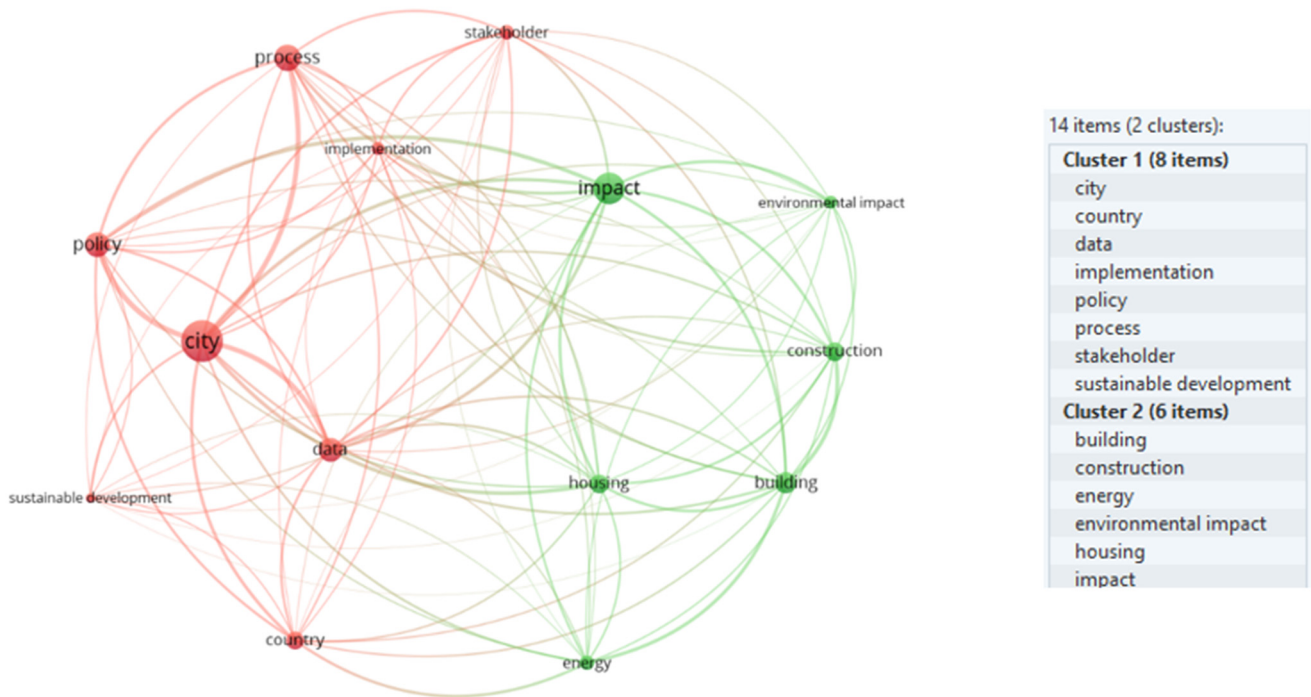 stakeholder
process
implementation
impact
environmental impact
policy
city
construction
data
housing
building
sustainable development
country
energy
14 items (2 clusters):
Cluster 1 (8 items)
city
country
data
implementation
policy
process
stakeholder
sustainable development
Cluster 2 (6 items)
building
construction
energy
environmental impact
housing
impact